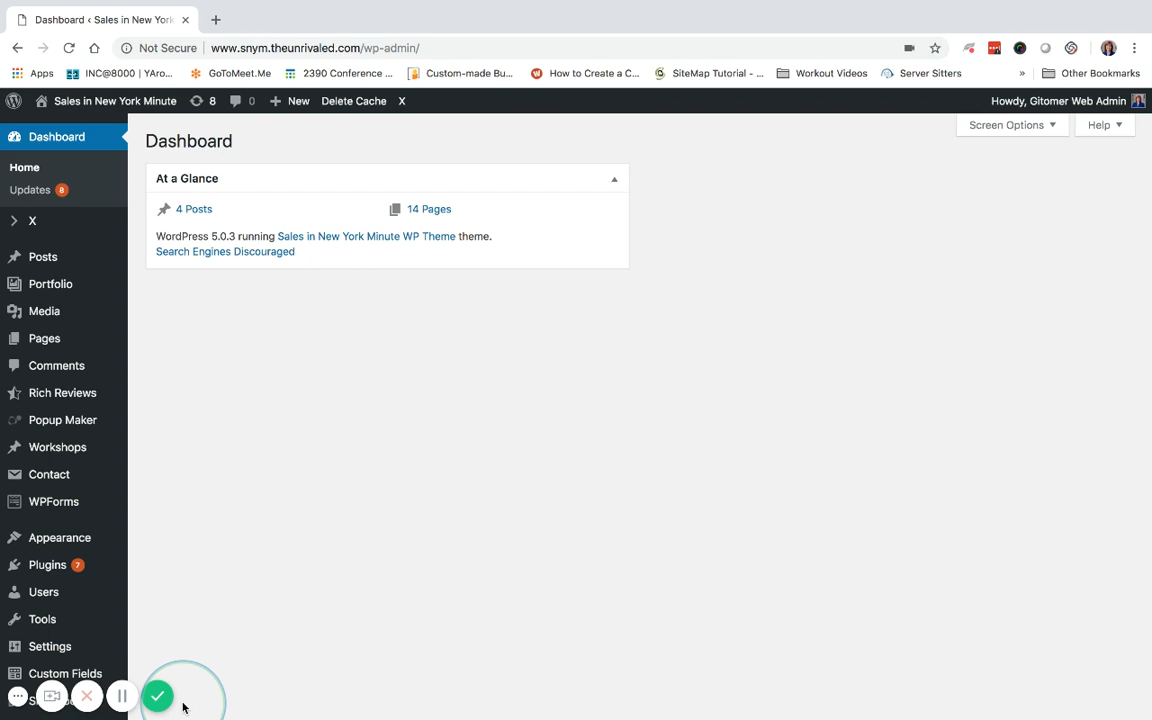 Dashboard ‹ Sales in New York
Not Secure www.snym.theunrivaled.com/wp-admin/
Apps INC@8000 | YAro... GoToMeet.Me 2390 Conference ... Custom-made Bu... How to Create a C... SiteMap Tutorial - ... Workout Videos Server Sitters » Other Bookmarks
Sales in New York Minute 8 0 New Delete Cache X Howdy, Gitomer Web Admin
Dashboard
Screen Options Help
Dashboard
Home
Updates 8
X
At a Glance
4 Posts 14 Pages
WordPress 5.0.3 running Sales in New York Minute WP Theme theme.
Search Engines Discouraged
Posts
Portfolio
Media
Pages
Comments
Rich Reviews
Popup Maker
Workshops
Contact
WPForms
Appearance
Plugins 7
Users
Tools
Settings
Custom Fields